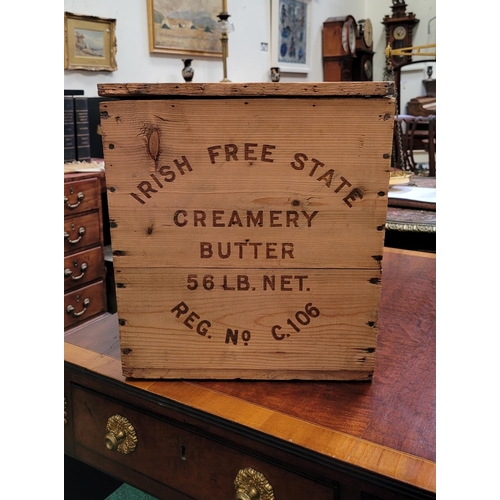 IRISH FREE STATE
CREAMERY
BUTTER
56 LB. NET.
REG. No C.106